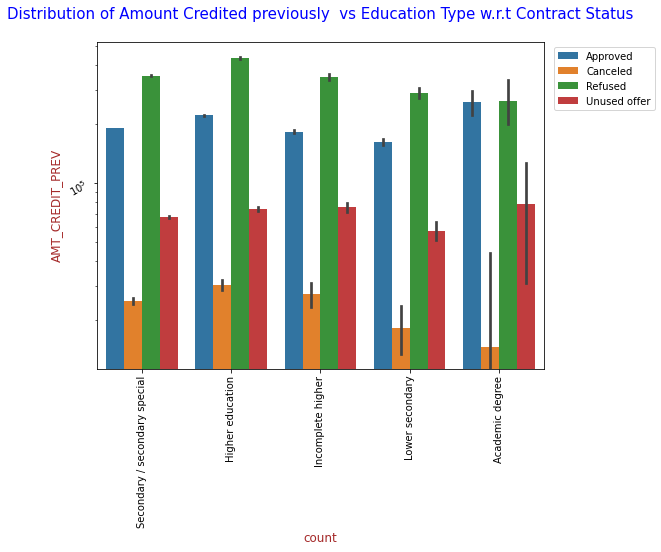 Distribution of Amount Credited previously  vs Education Type w.r.t Contract Status
Approved
Canceled
Refused
Unused offer
AMT_CREDIT_PREV
10⁵
Secondary / secondary special
Higher education
Incomplete higher
Lower secondary
Academic degree
count